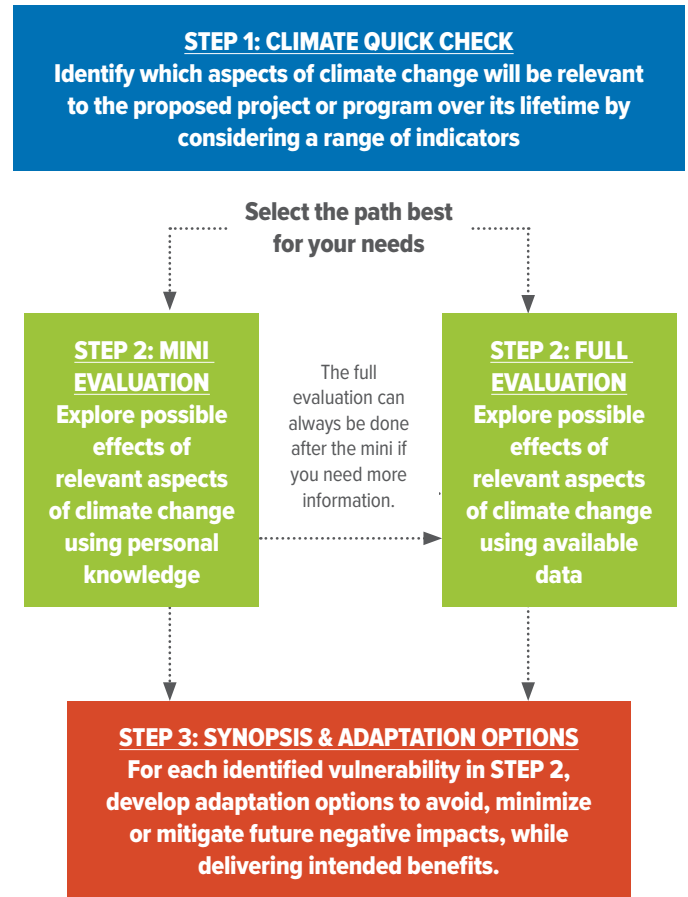 STEP 1: CLIMATE QUICK CHECK
Identify which aspects of climate change will be relevant
to the proposed project or program over its lifetime by
considering a range of indicators
Select the path best
for your needs
STEP 2: MINI
EVALUATION
Explore possible
effects of
relevant aspects
of climate change
using personal
knowledge
The full
evaluation can
always be done
after the mini if
you need more
information.
STEP 2: FULL
EVALUATION
Explore possible
effects of
relevant aspects
of climate change
using available
data
STEP 3: SYNOPSIS & ADAPTATION OPTIONS
For each identified vulnerability in STEP 2,
develop adaptation options to avoid, minimize
or mitigate future negative impacts, while
delivering intended benefits.